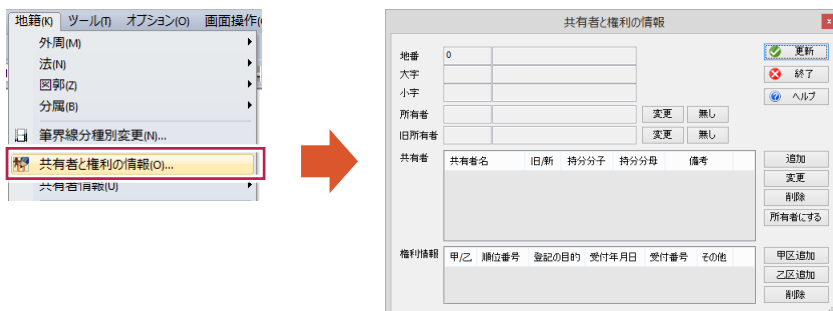 地籍(K) ツール(T) オプション(O) 画面操作(
外周(M)
法(N)
図郭(Z)
分属(B)
筆界線分種別変更(N)...
共有者と権利の情報(O)...
共有者情報(U)
共有者と権利の情報
地番 0
大字
小字
所有者 変更 無し
旧所有者 変更 無し
更新
終了
ヘルプ
共有者 共有者名 旧/新 持分分子 持分分母 備考
追加
変更
削除
所有者にする
権利情報 甲/乙 順位番号 登記の目的 受付年月日 受付番号 その他
甲区追加
乙区追加
削除